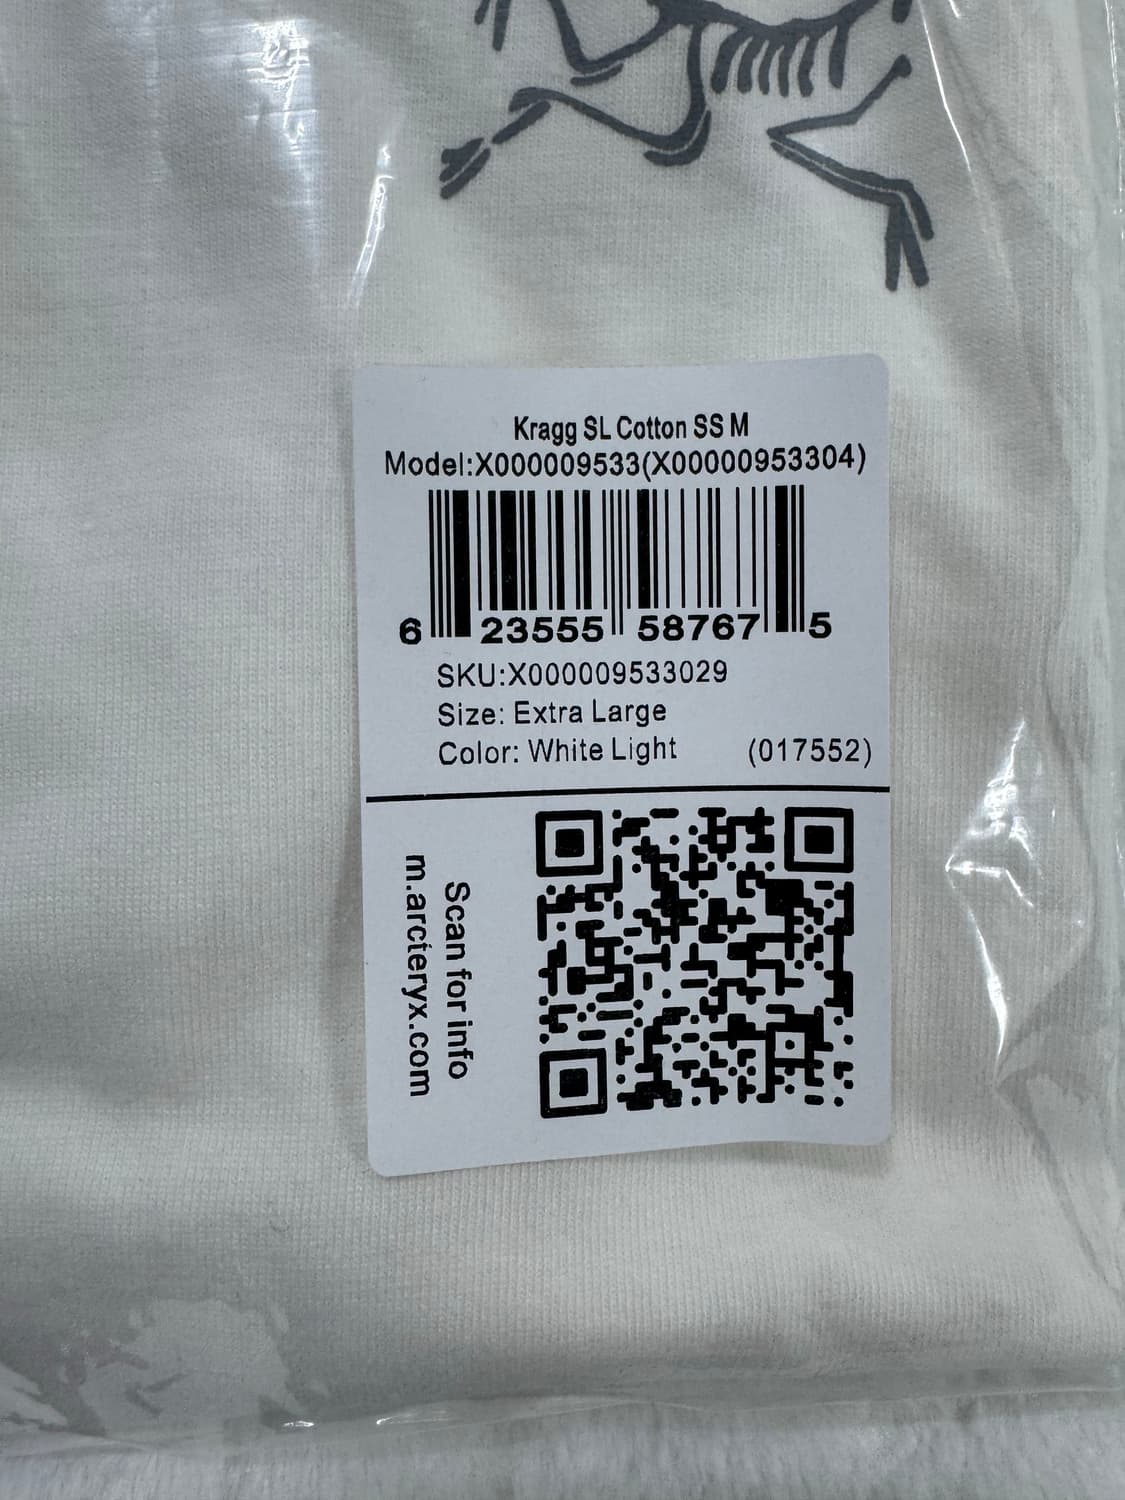 Kragg SL Cotton SS M
Model:X000009533(X00000953304)
6 23555 58767 5
SKU:X000009533029
Size: Extra Large
Color: White Light (017552)
Scan for info
m.arcteryx.com